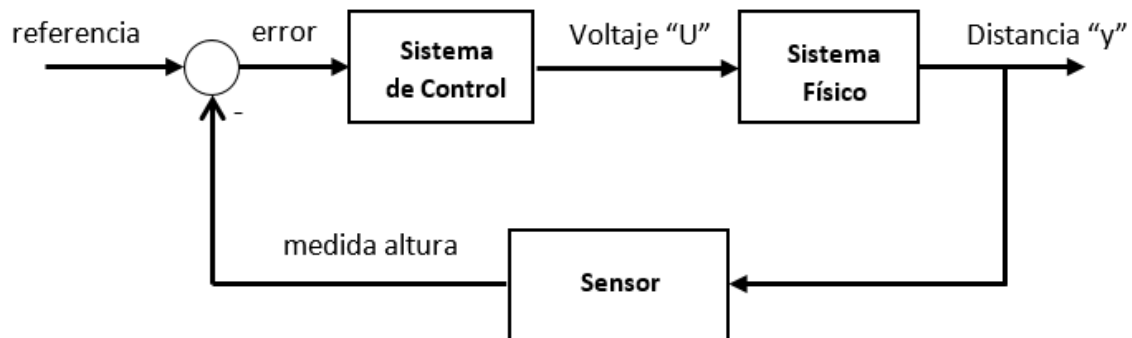 referencia
error
Sistema
de Control
Voltaje “U”
Sistema
Físico
Distancia “y”
-
medida altura
Sensor